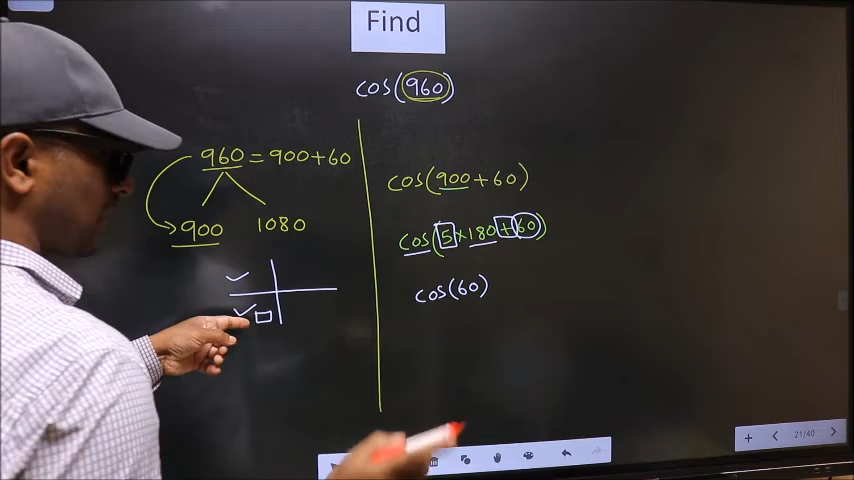 Find
cos(960)
960 = 900+60
900 1080
cos(900+60)
cos(5×180+60)
cos(60)
21/40